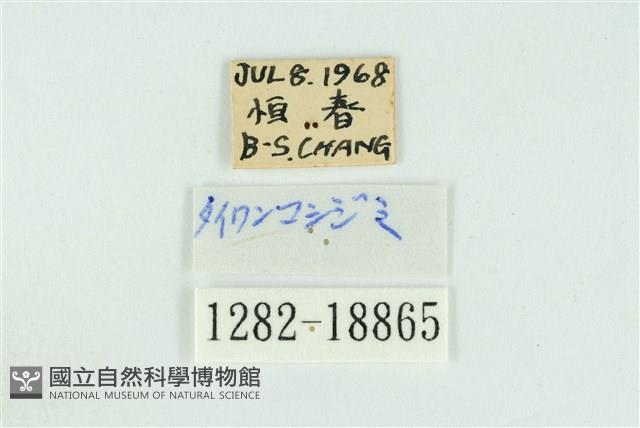 JUL 8. 1968
恒春
B-S. CHANG
タイワンコシジミ
1282-18865
國立自然科學博物館
NATIONAL MUSEUM OF NATURAL SCIENCE